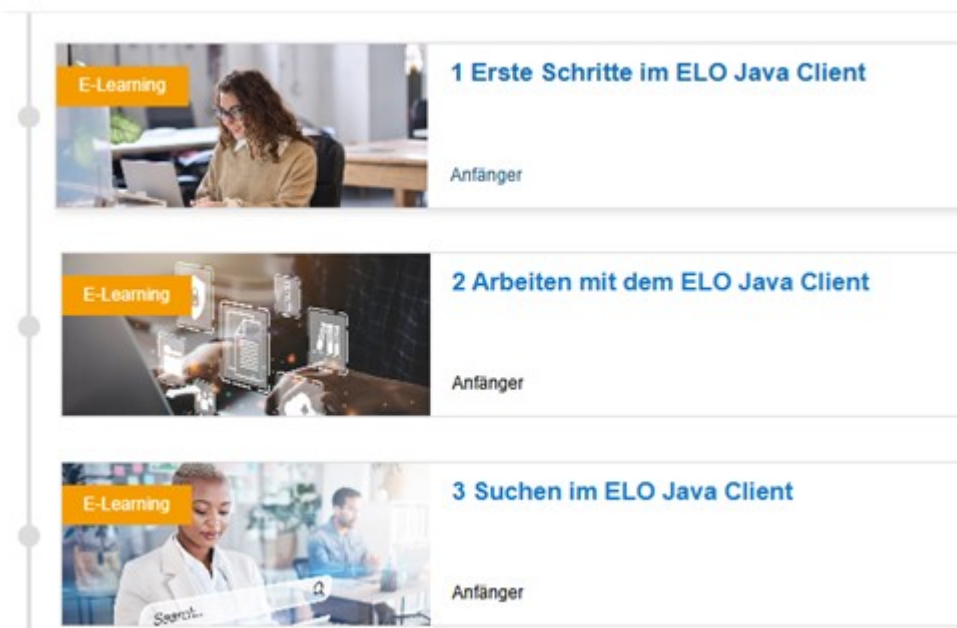 E-Learning
1 Erste Schritte im ELO Java Client
Anfänger
E-Learning
2 Arbeiten mit dem ELO Java Client
Anfänger
E-Learning
3 Suchen im ELO Java Client
Anfänger
Search...